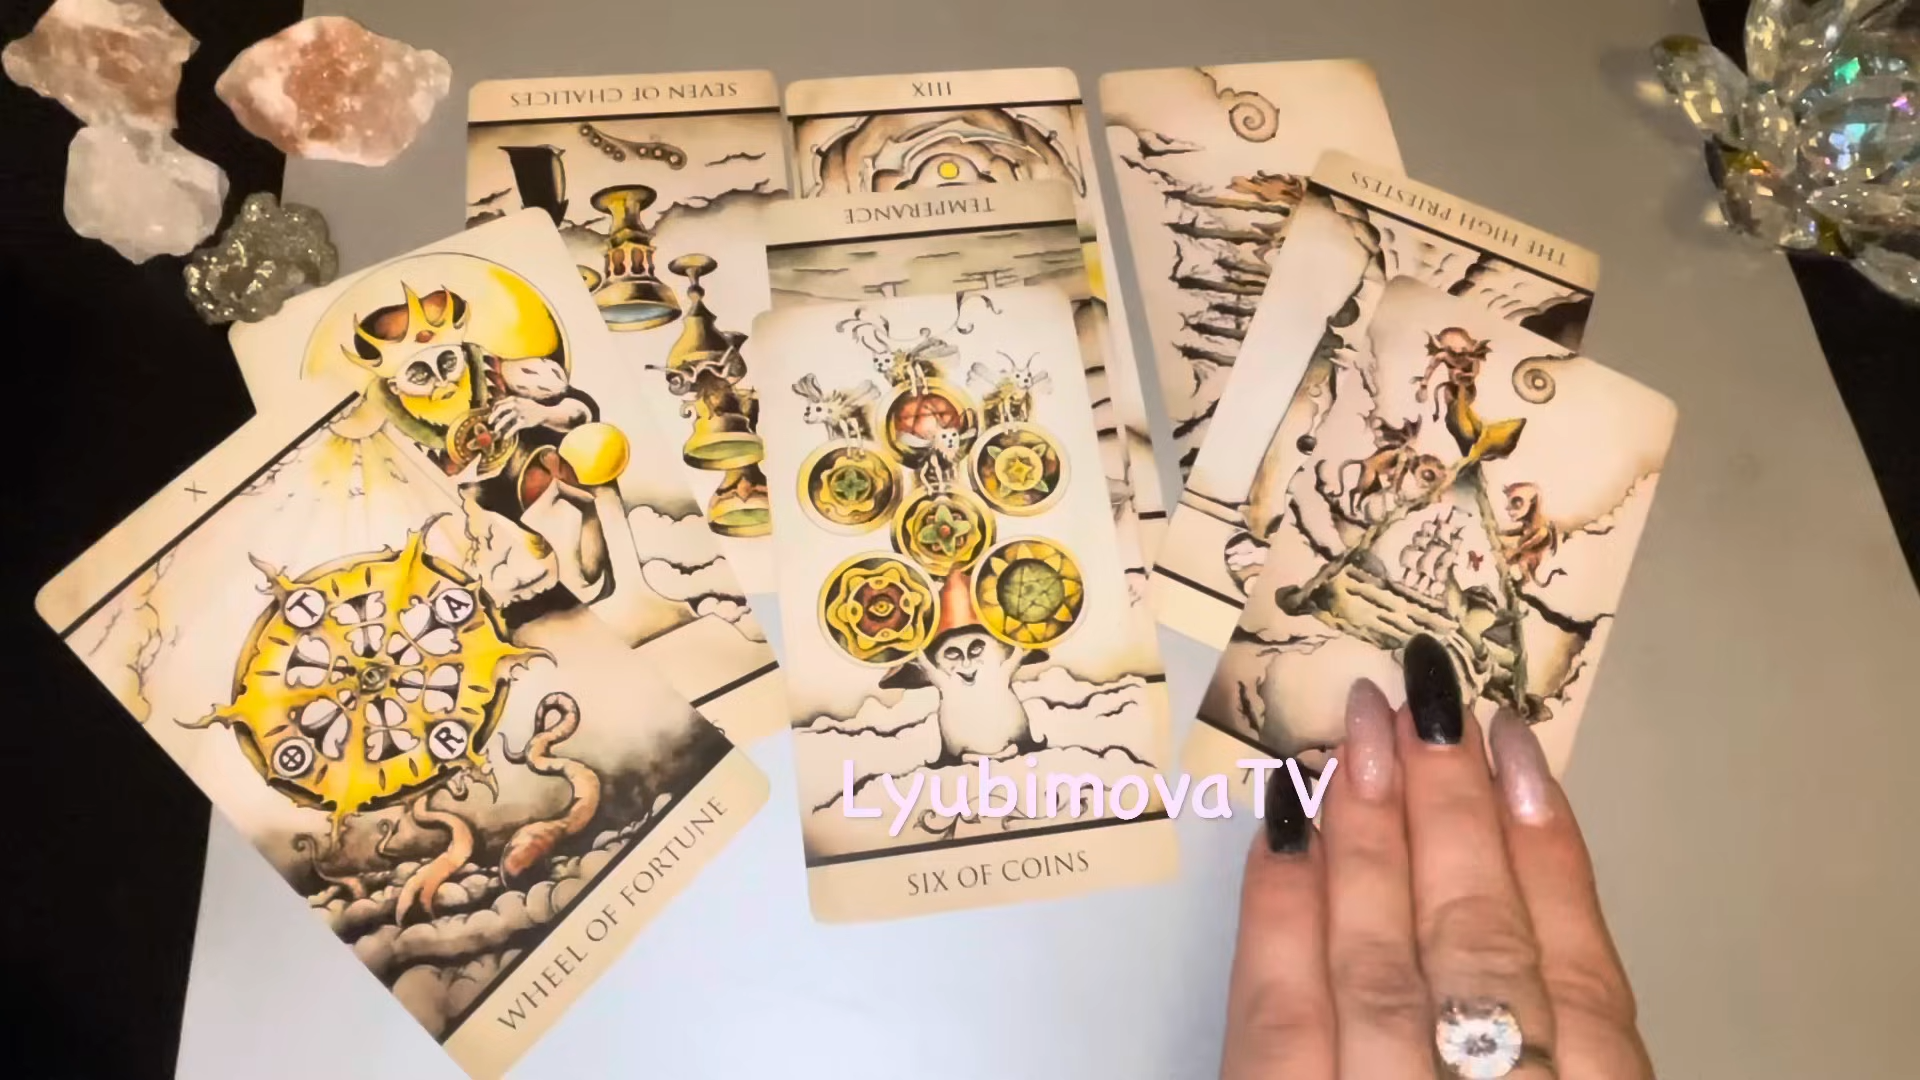 SEVEN OF CHALICES
XIII
TEMPERANCE
THE HIGH PRIESTESS
X
T
A
R
WHEEL OF FORTUNE
LyubimovaTV
SIX OF COINS